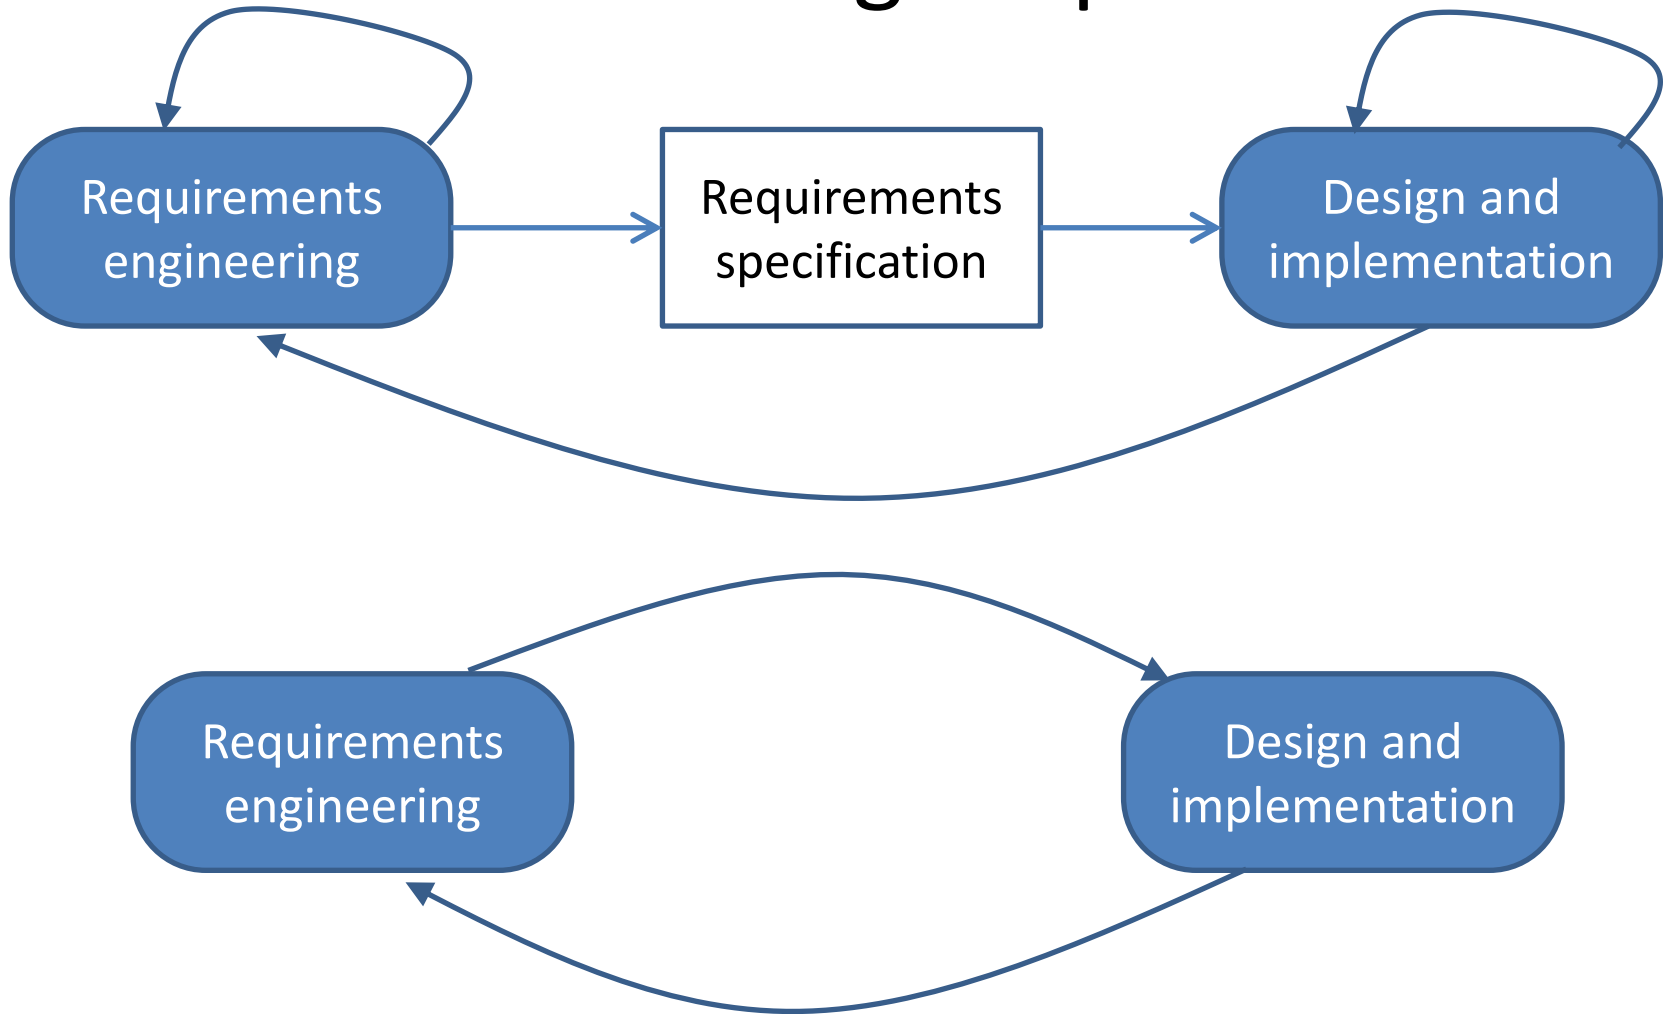 Requirements
engineering
Requirements
specification
Design and
implementation
Requirements
engineering
Design and
implementation